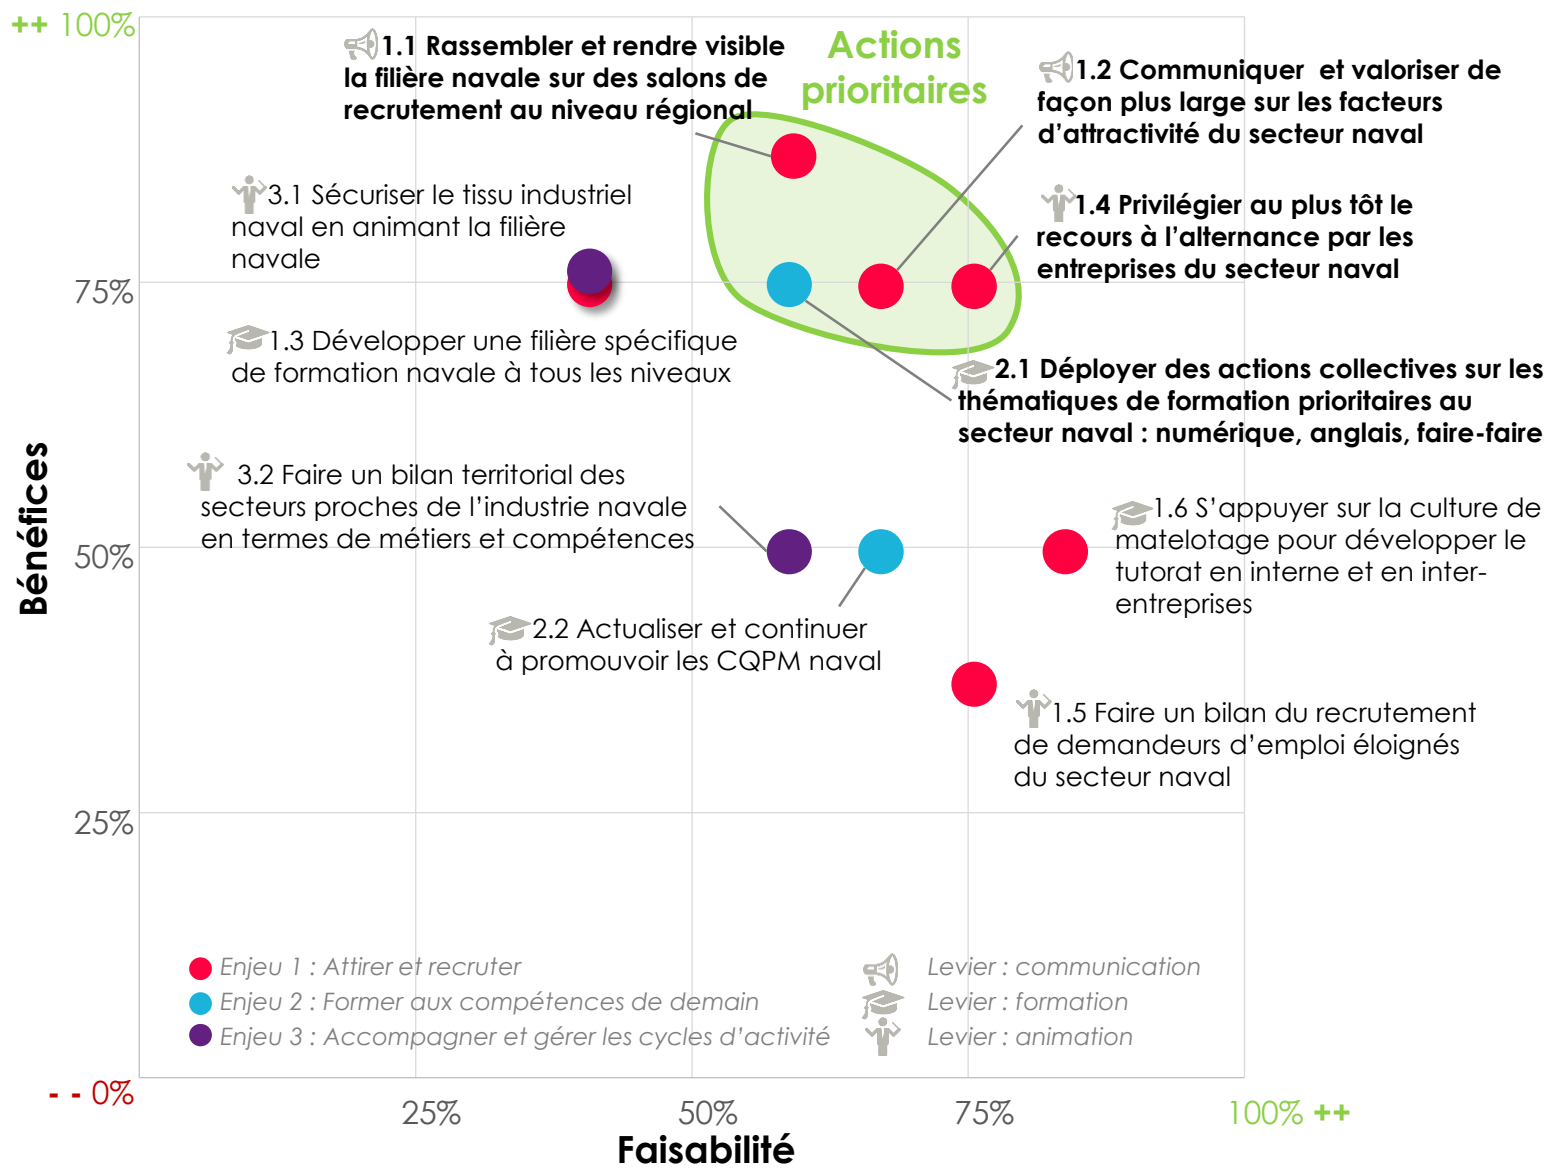 ++ 100%
1.1 Rassembler et rendre visible
la filière navale sur des salons de
recrutement au niveau régional
Actions
prioritaires
1.2 Communiquer et valoriser de
façon plus large sur les facteurs
d'attractivité du secteur naval
3.1 Sécuriser le tissu industriel
naval en animant la filière
navale
1.4 Privilégier au plus tôt le
recours à l'alternance par les
entreprises du secteur naval
75%
1.3 Développer une filière spécifique
de formation navale à tous les niveaux
2.1 Déployer des actions collectives sur les
thématiques de formation prioritaires au
secteur naval : numérique, anglais, faire-faire
Bénéfices
3.2 Faire un bilan territorial des
secteurs proches de l'industrie navale
en termes de métiers et compétences
50%
1.6 S'appuyer sur la culture de
matelotage pour développer le
tutorat en interne et en inter-
entreprises
2.2 Actualiser et continuer
à promouvoir les CQPM naval
1.5 Faire un bilan du recrutement
de demandeurs d'emploi éloignés
du secteur naval
25%
Enjeu 1 : Attirer et recruter
Enjeu 2 : Former aux compétences de demain
Enjeu 3 : Accompagner et gérer les cycles d'activité
Levier : communication
Levier : formation
Levier : animation
- - 0%
25%
50%
75%
100% ++
Faisabilité